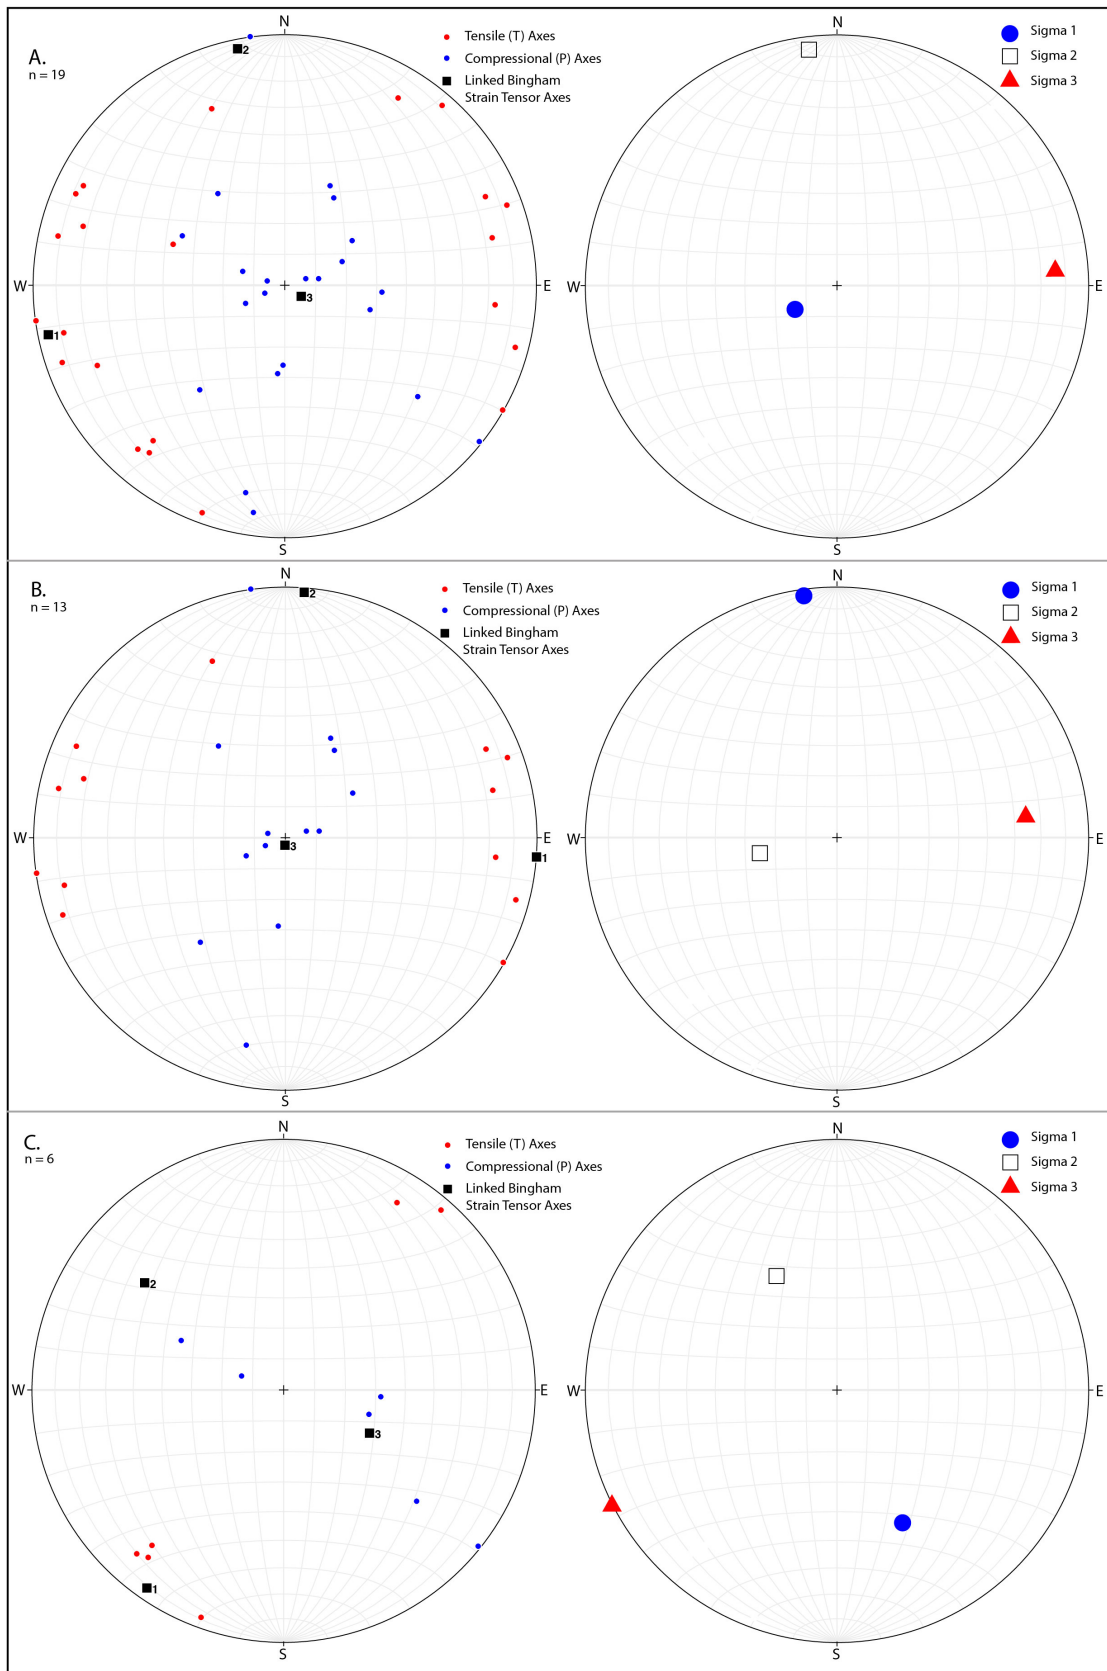 A.
n = 19
N
W
E
S
2
1
3
Tensile (T) Axes
Compressional (P) Axes
Linked Bingham
Strain Tensor Axes
N
W
E
S
Sigma 1
Sigma 2
Sigma 3
B.
n = 13
N
W
E
S
2
3
1
Tensile (T) Axes
Compressional (P) Axes
Linked Bingham
Strain Tensor Axes
N
W
E
S
Sigma 1
Sigma 2
Sigma 3
C.
n = 6
N
W
E
S
2
3
1
Tensile (T) Axes
Compressional (P) Axes
Linked Bingham
Strain Tensor Axes
N
W
E
S
Sigma 1
Sigma 2
Sigma 3